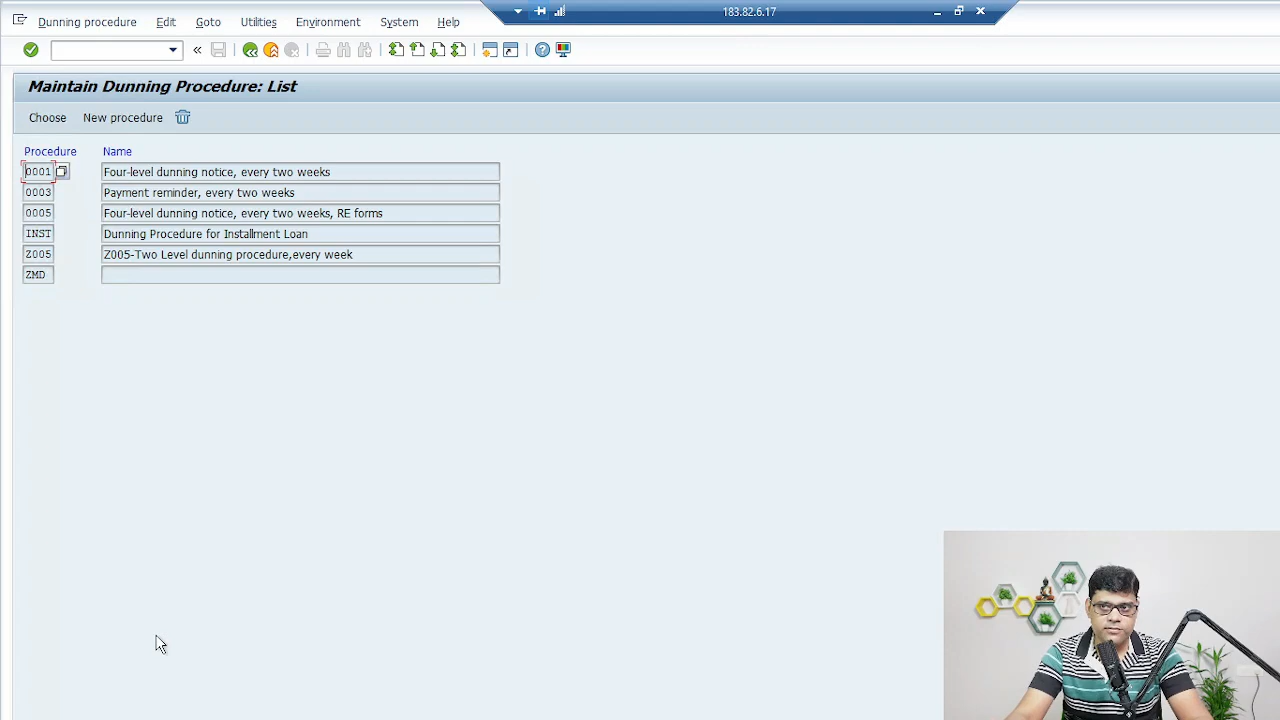 Dunning procedure Edit Goto Utilities Environment System Help
183.82.6.17
Maintain Dunning Procedure: List
Choose New procedure
Procedure Name
0001 Four-level dunning notice, every two weeks
0003 Payment reminder, every two weeks
0005 Four-level dunning notice, every two weeks, RE forms
INST Dunning Procedure for Installment Loan
Z005 Z005-Two Level dunning procedure,every week
ZMD